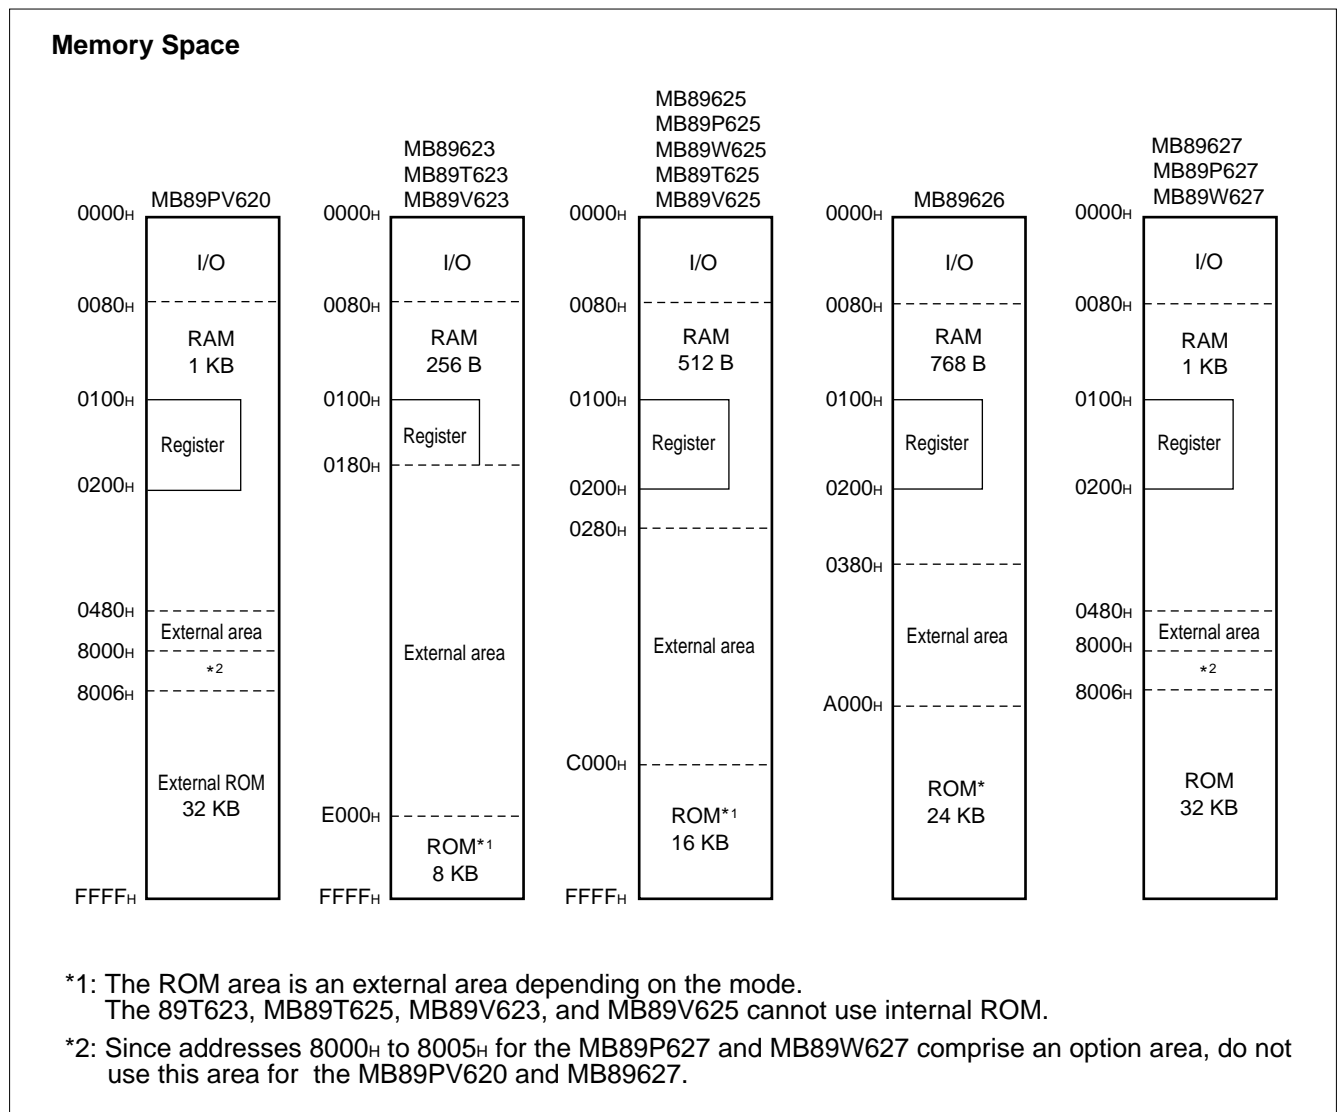 Memory Space
MB89PV620
0000H
I/O
0080H
RAM
1 KB
0100H
Register
0200H
0480H
External area
8000H
*2
8006H
External ROM
32 KB
FFFFH
MB89623
MB89T623
MB89V623
0000H
I/O
0080H
RAM
256 B
0100H
Register
0180H
External area
E000H
ROM*1
8 KB
FFFFH
MB89625
MB89P625
MB89W625
MB89T625
MB89V625
0000H
I/O
0080H
RAM
512 B
0100H
Register
0200H
0280H
External area
C000H
ROM*1
16 KB
FFFFH
MB89626
0000H
I/O
0080H
RAM
768 B
0100H
Register
0200H
0380H
External area
A000H
ROM*
24 KB
MB89627
MB89P627
MB89W627
0000H
I/O
0080H
RAM
1 KB
0100H
Register
0200H
0480H
External area
8000H
*2
8006H
ROM
32 KB
*1: The ROM area is an external area depending on the mode.
The 89T623, MB89T625, MB89V623, and MB89V625 cannot use internal ROM.
*2: Since addresses 8000H to 8005H for the MB89P627 and MB89W627 comprise an option area, do not
use this area for the MB89PV620 and MB89627.